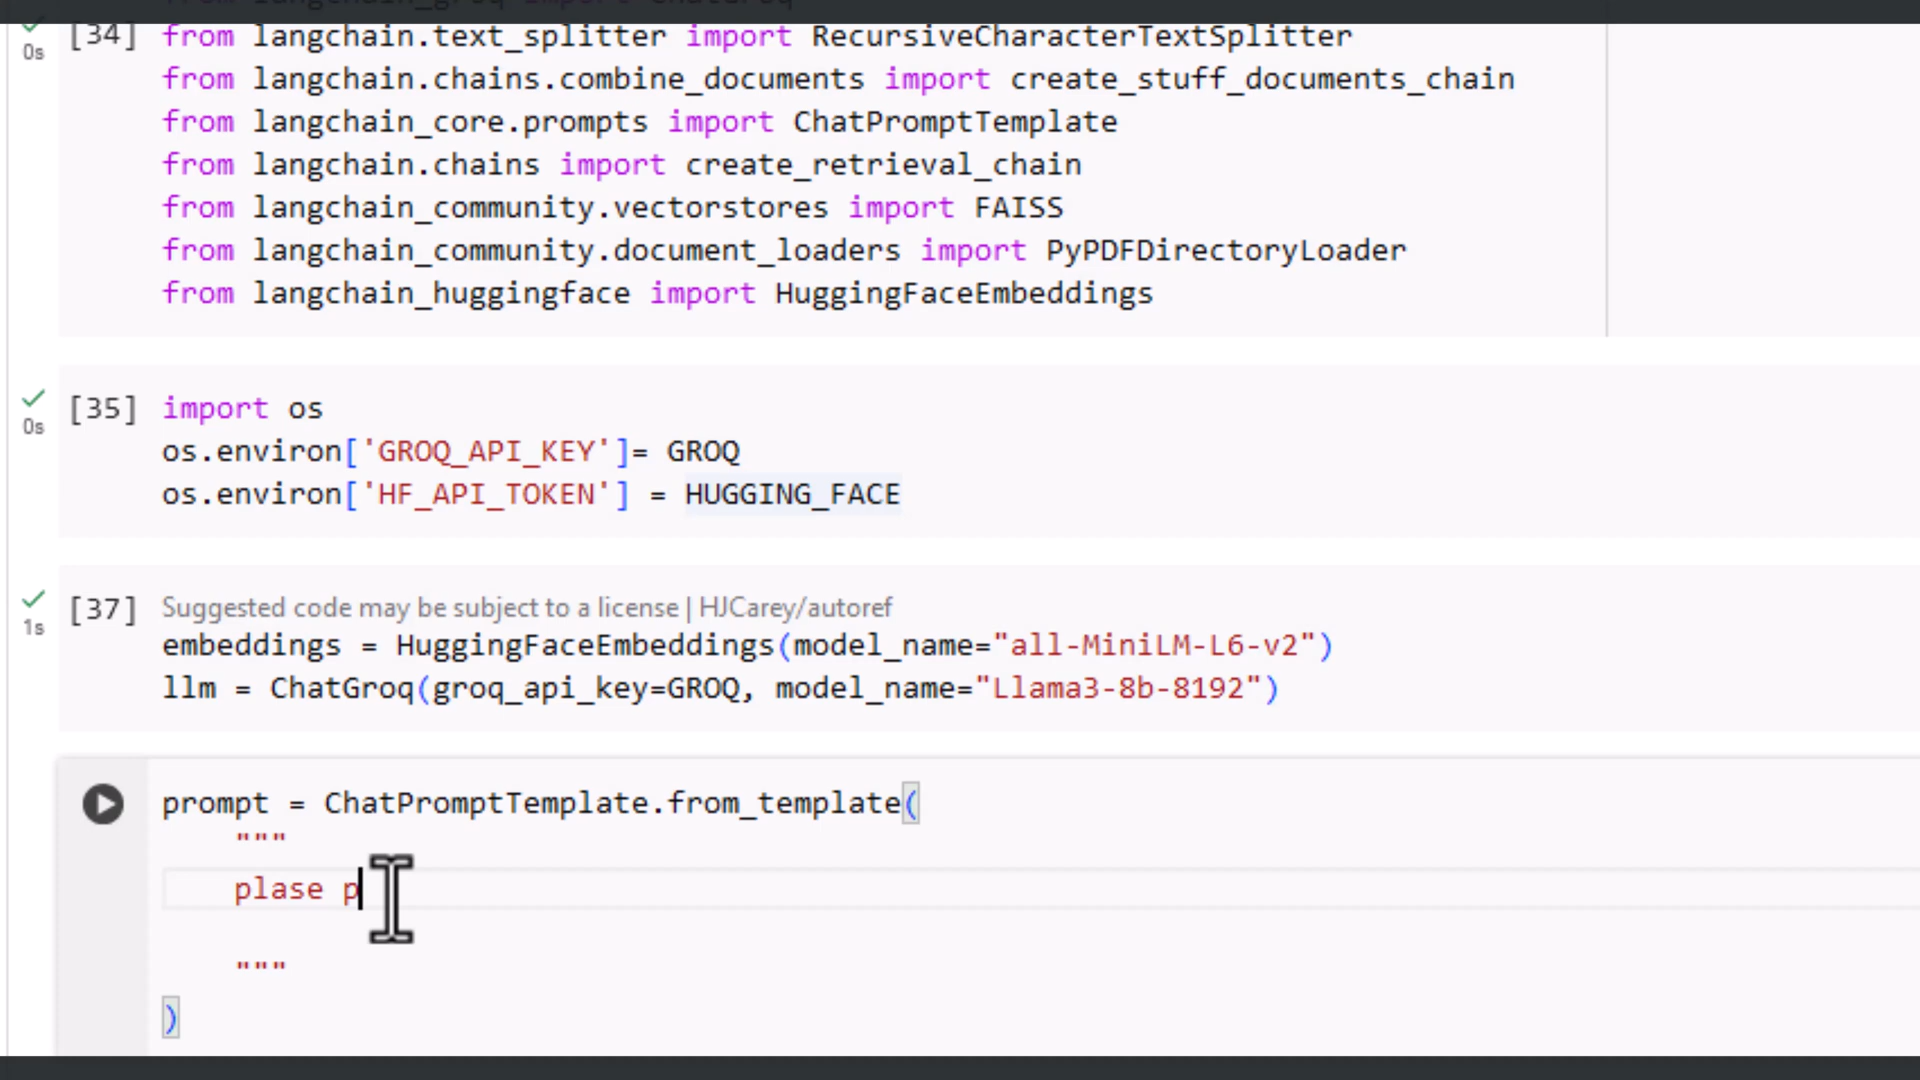 from langchain_groq import ChatGroq
0s
[34] from langchain.text_splitter import RecursiveCharacterTextSplitter
from langchain.chains.combine_documents import create_stuff_documents_chain
from langchain_core.prompts import ChatPromptTemplate
from langchain.chains import create_retrieval_chain
from langchain_community.vectorstores import FAISS
from langchain_community.document_loaders import PyPDFDirectoryLoader
from langchain_huggingface import HuggingFaceEmbeddings
[35] import os
0s
os.environ['GROQ_API_KEY']= GROQ
os.environ['HF_API_TOKEN'] = HUGGING_FACE
[37] Suggested code may be subject to a license | HJCarey/autoref
1s
embeddings = HuggingFaceEmbeddings(model_name="all-MiniLM-L6-v2")
llm = ChatGroq(groq_api_key=GROQ, model_name="Llama3-8b-8192")
prompt = ChatPromptTemplate.from_template(
"""
plase p
"""
)